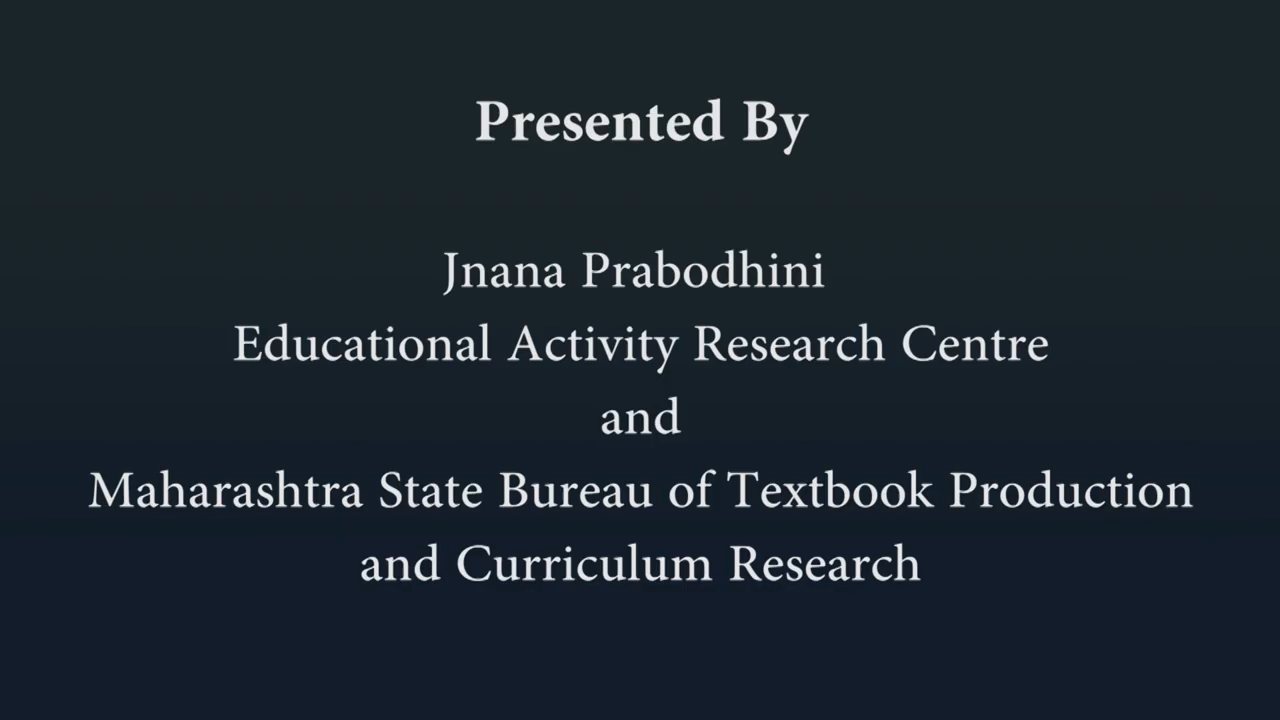 Presented By
Jnana Prabodhini
Educational Activity Research Centre
and
Maharashtra State Bureau of Textbook Production
and Curriculum Research